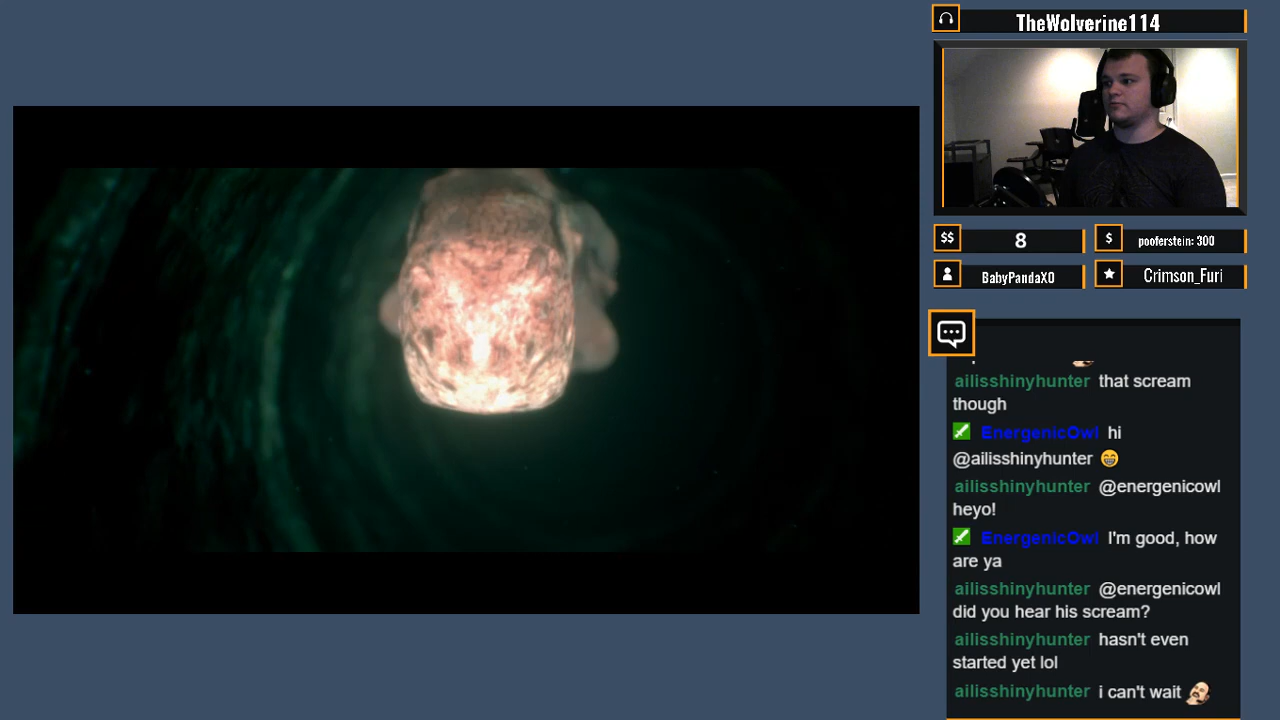 TheWolverine114
$$ 8
$ pooferstein: 300
BabyPandaXO
Crimson_Furi
ailisshinyhunter that scream
though
EnergenicOwl hi
@ailisshinyhunter
ailisshinyhunter @energenicowl
heyo!
EnergenicOwl I'm good, how
are ya
ailisshinyhunter @energenicowl
did you hear his scream?
ailisshinyhunter hasn't even
started yet lol
ailisshinyhunter i can't wait